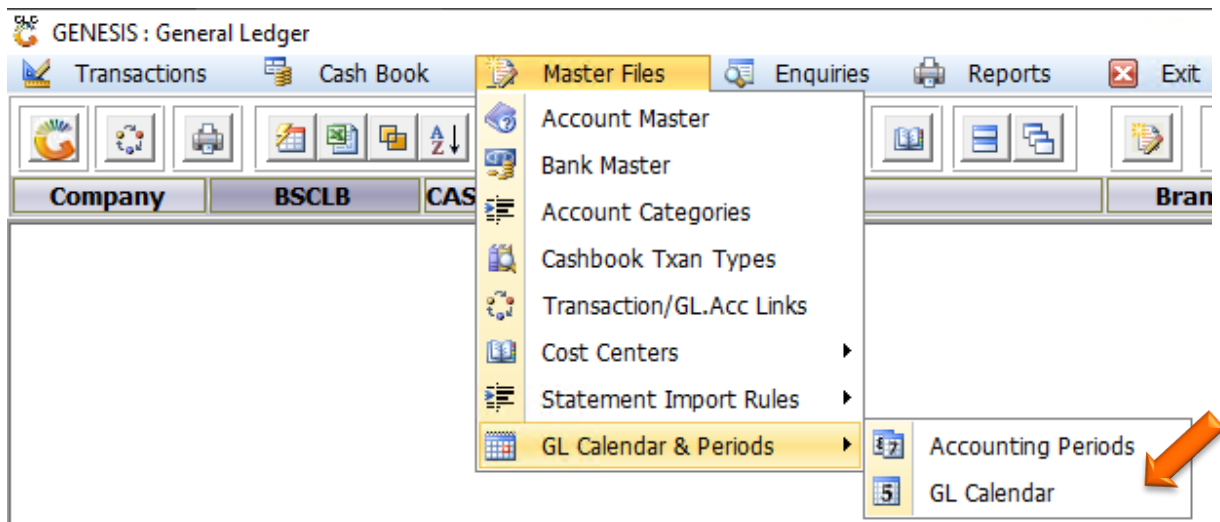 GENESIS : General Ledger
Transactions Cash Book Master Files Enquiries Reports Exit
Account Master
Bank Master
Company BSCLB CAS Bran
Account Categories
Cashbook Txan Types
Transaction/GL.Acc Links
Cost Centers
Statement Import Rules
GL Calendar & Periods
Accounting Periods
GL Calendar